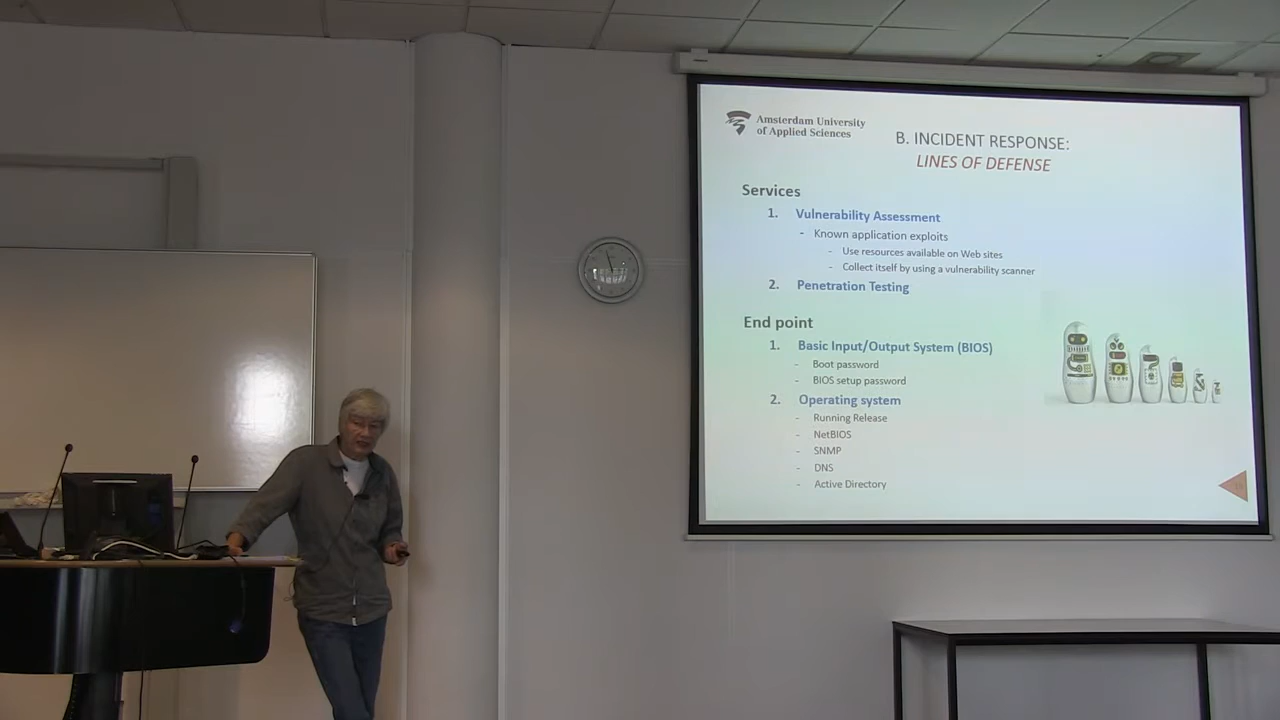 Amsterdam University
of Applied Sciences
B. INCIDENT RESPONSE:
LINES OF DEFENSE
Services
1. Vulnerability Assessment
- Known application exploits
- Use resources available on Web sites
- Collect itself by using a vulnerability scanner
2. Penetration Testing
End point
1. Basic Input/Output System (BIOS)
- Boot password
- BIOS setup password
2. Operating system
- Running Release
- NetBIOS
- SNMP
- DNS
- Active Directory